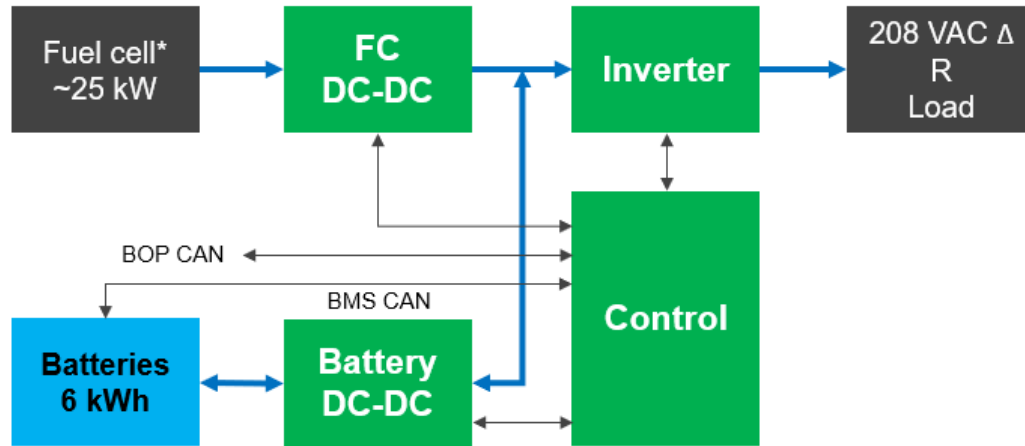 Fuel cell*
~25 kW
FC
DC-DC
Inverter
208 VAC Δ
R
Load
BOP CAN
BMS CAN
Control
Batteries
6 kWh
Battery
DC-DC